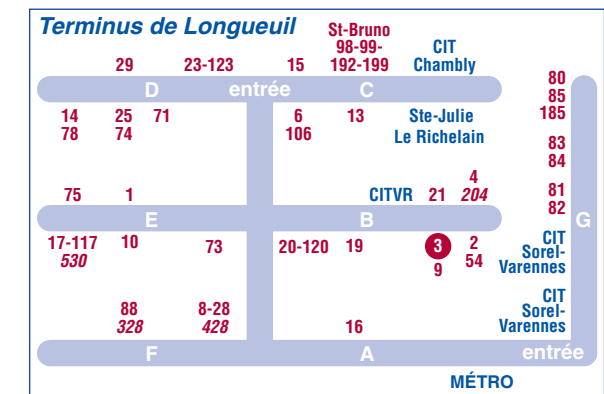 Terminus de Longueuil
St-Bruno
98-99-
192-199
CIT
Chambly
29 23-123 15
D entrée C
80
85
185
14 25 71 6 13 Ste-Julie
78 74 106 Le Richelain
83
84
4
75 1 CITVR 21 204
81
82
E B G
17-117 10 73 20-120 19 3 2
530 9 54
CIT
Sorel-
Varennes
CIT
Sorel-
Varennes
88 8-28
328 428 16
F A entrée
MÉTRO